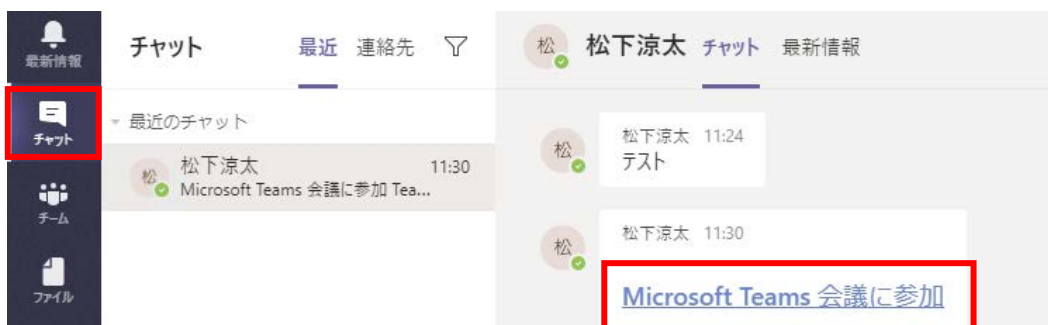 最新情報
チャット
チーム
ファイル
チャット 最近 連絡先
最近のチャット
松 松下涼太 11:30
Microsoft Teams 会議に参加 Tea...
松 松下涼太 チャット 最新情報
松 松下涼太 11:24
テスト
松 松下涼太 11:30
Microsoft Teams 会議に参加